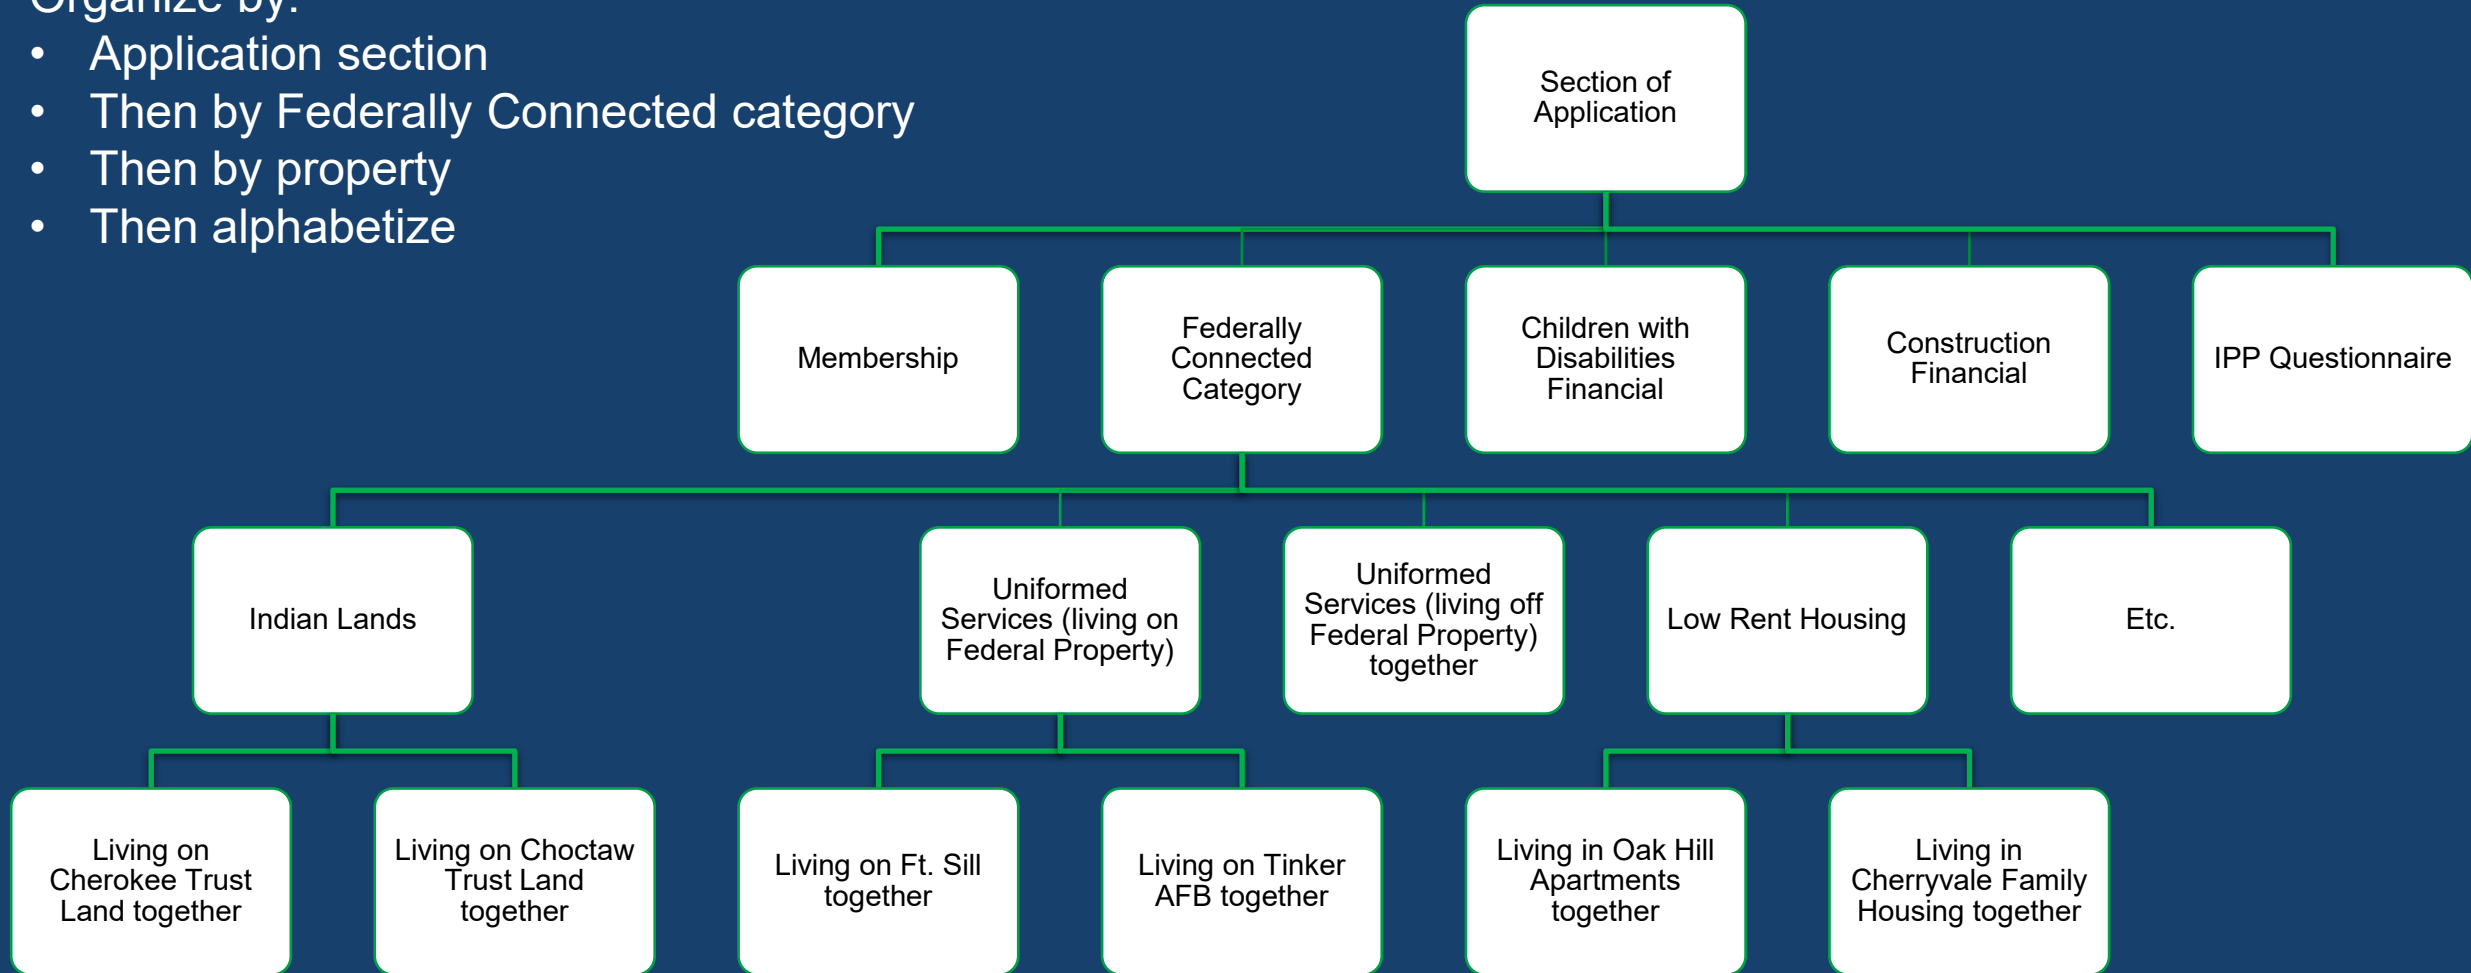 Organize by:
• Application section
• Then by Federally Connected category
• Then by property
• Then alphabetize
Section of
Application
Membership
Federally
Connected
Category
Children with
Disabilities
Financial
Construction
Financial
IPP Questionnaire
Indian Lands
Uniformed
Services (living on
Federal Property)
Uniformed
Services (living off
Federal Property)
together
Low Rent Housing
Etc.
Living on
Cherokee Trust
Land together
Living on Choctaw
Trust Land
together
Living on Ft. Sill
together
Living on Tinker
AFB together
Living in Oak Hill
Apartments
together
Living in
Cherryvale Family
Housing together